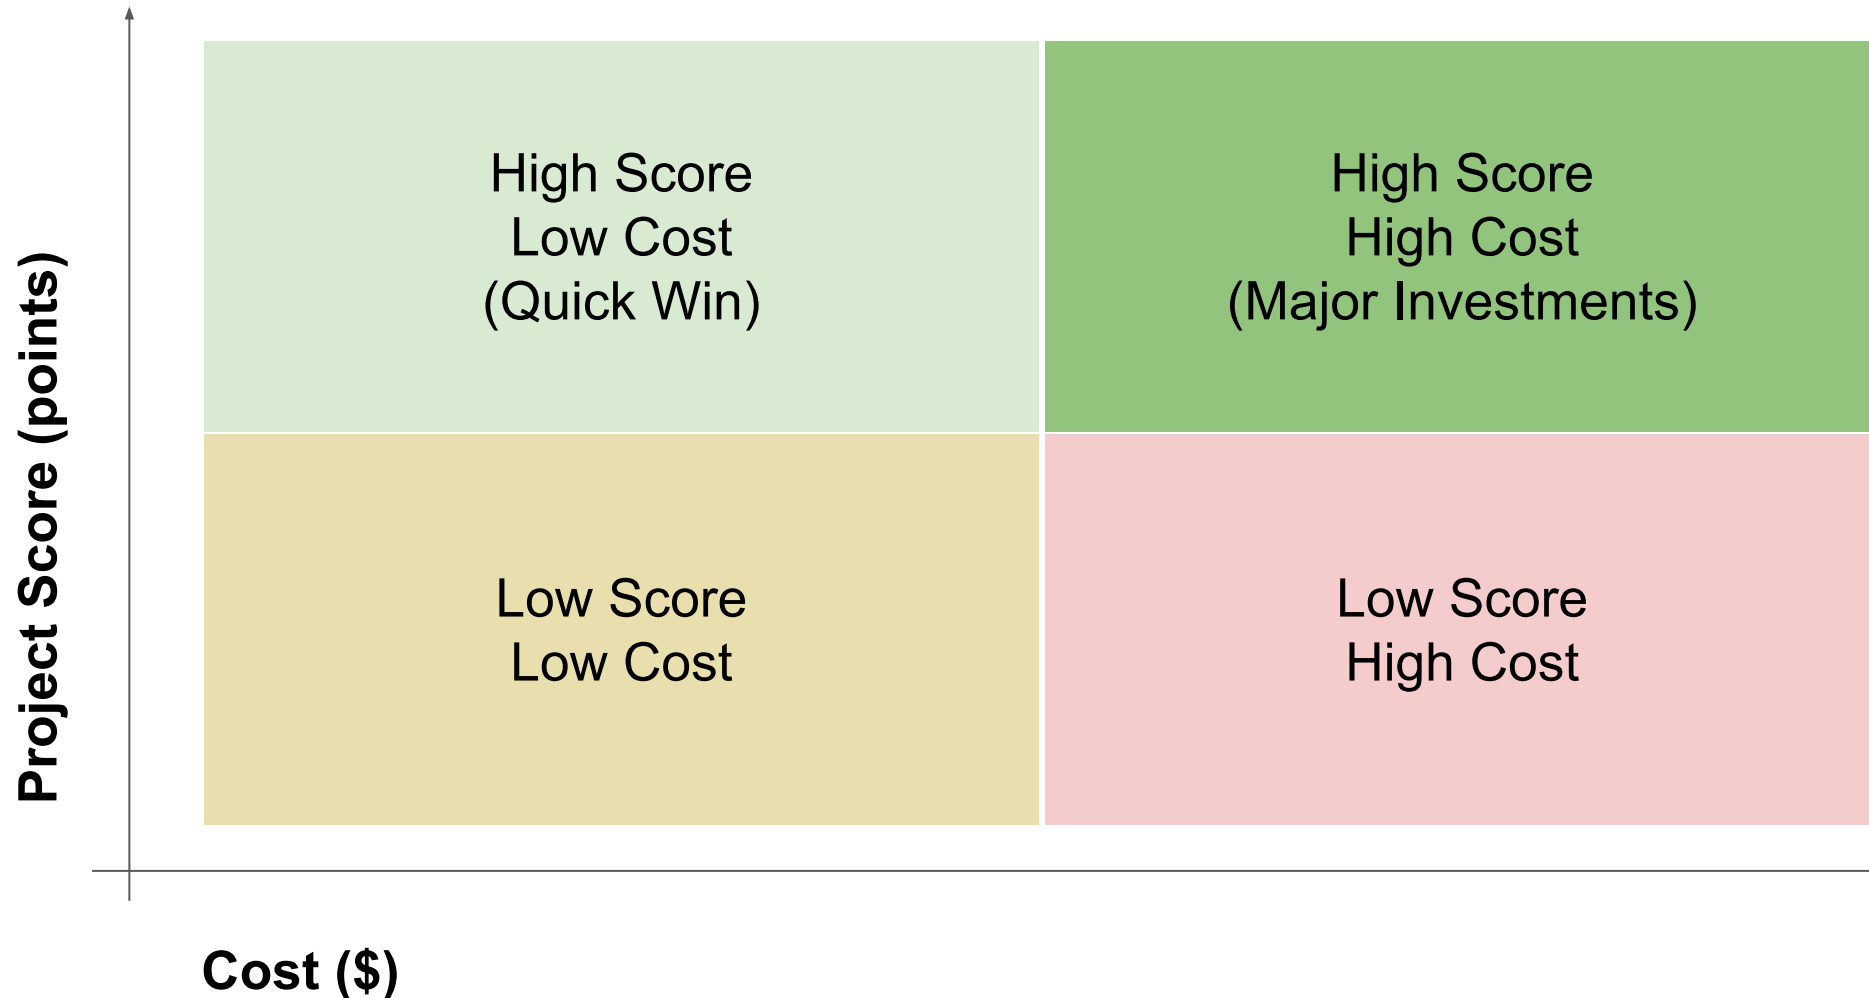 Project Score (points)
High Score
Low Cost
(Quick Win)
High Score
High Cost
(Major Investments)
Low Score
Low Cost
Low Score
High Cost
Cost ($)